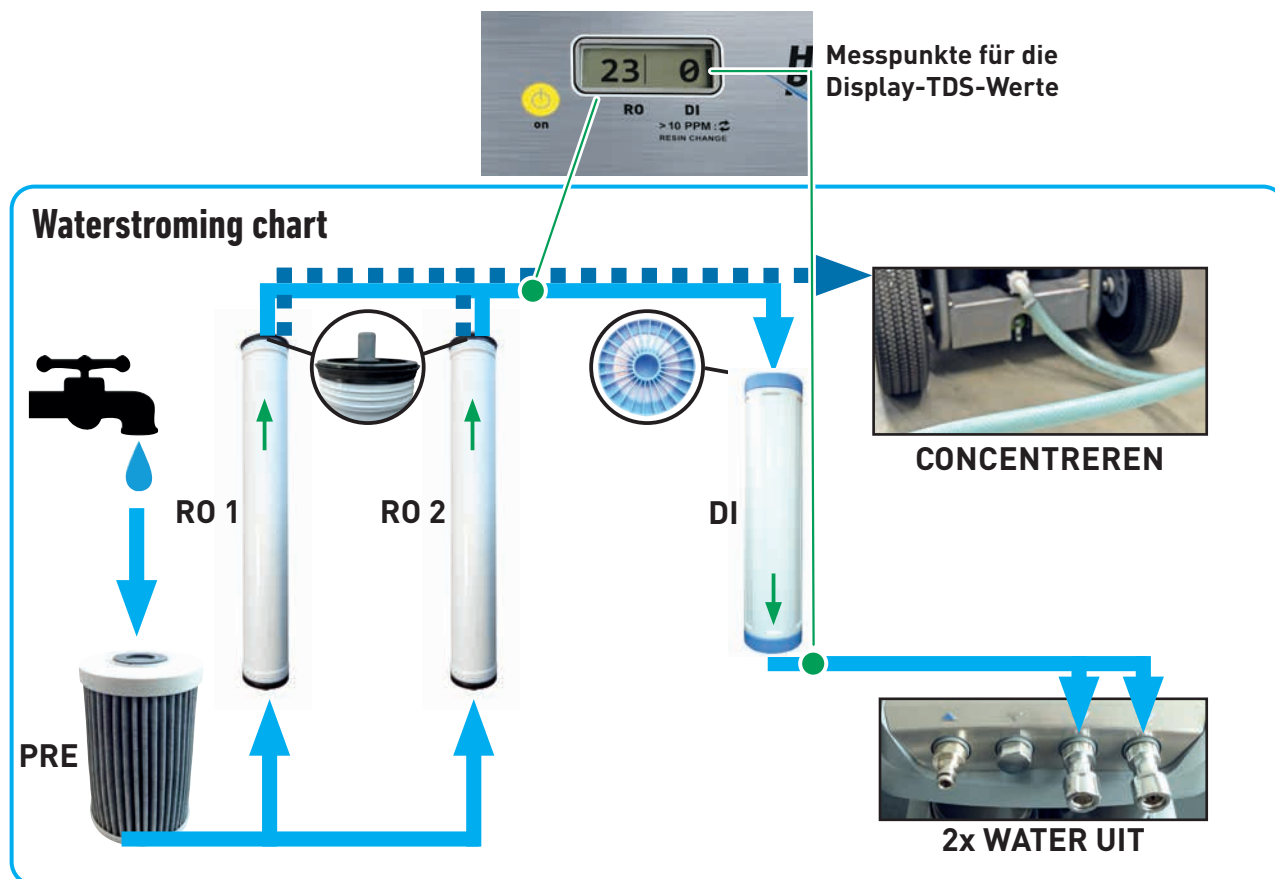 23 0
on
RO DI
>10 PPM :
RESIN CHANGE
H
Messpunkte für die
Display-TDS-Werte
Waterstroming chart
RO 1
RO 2
DI
PRE
CONCENTREREN
2x WATER UIT